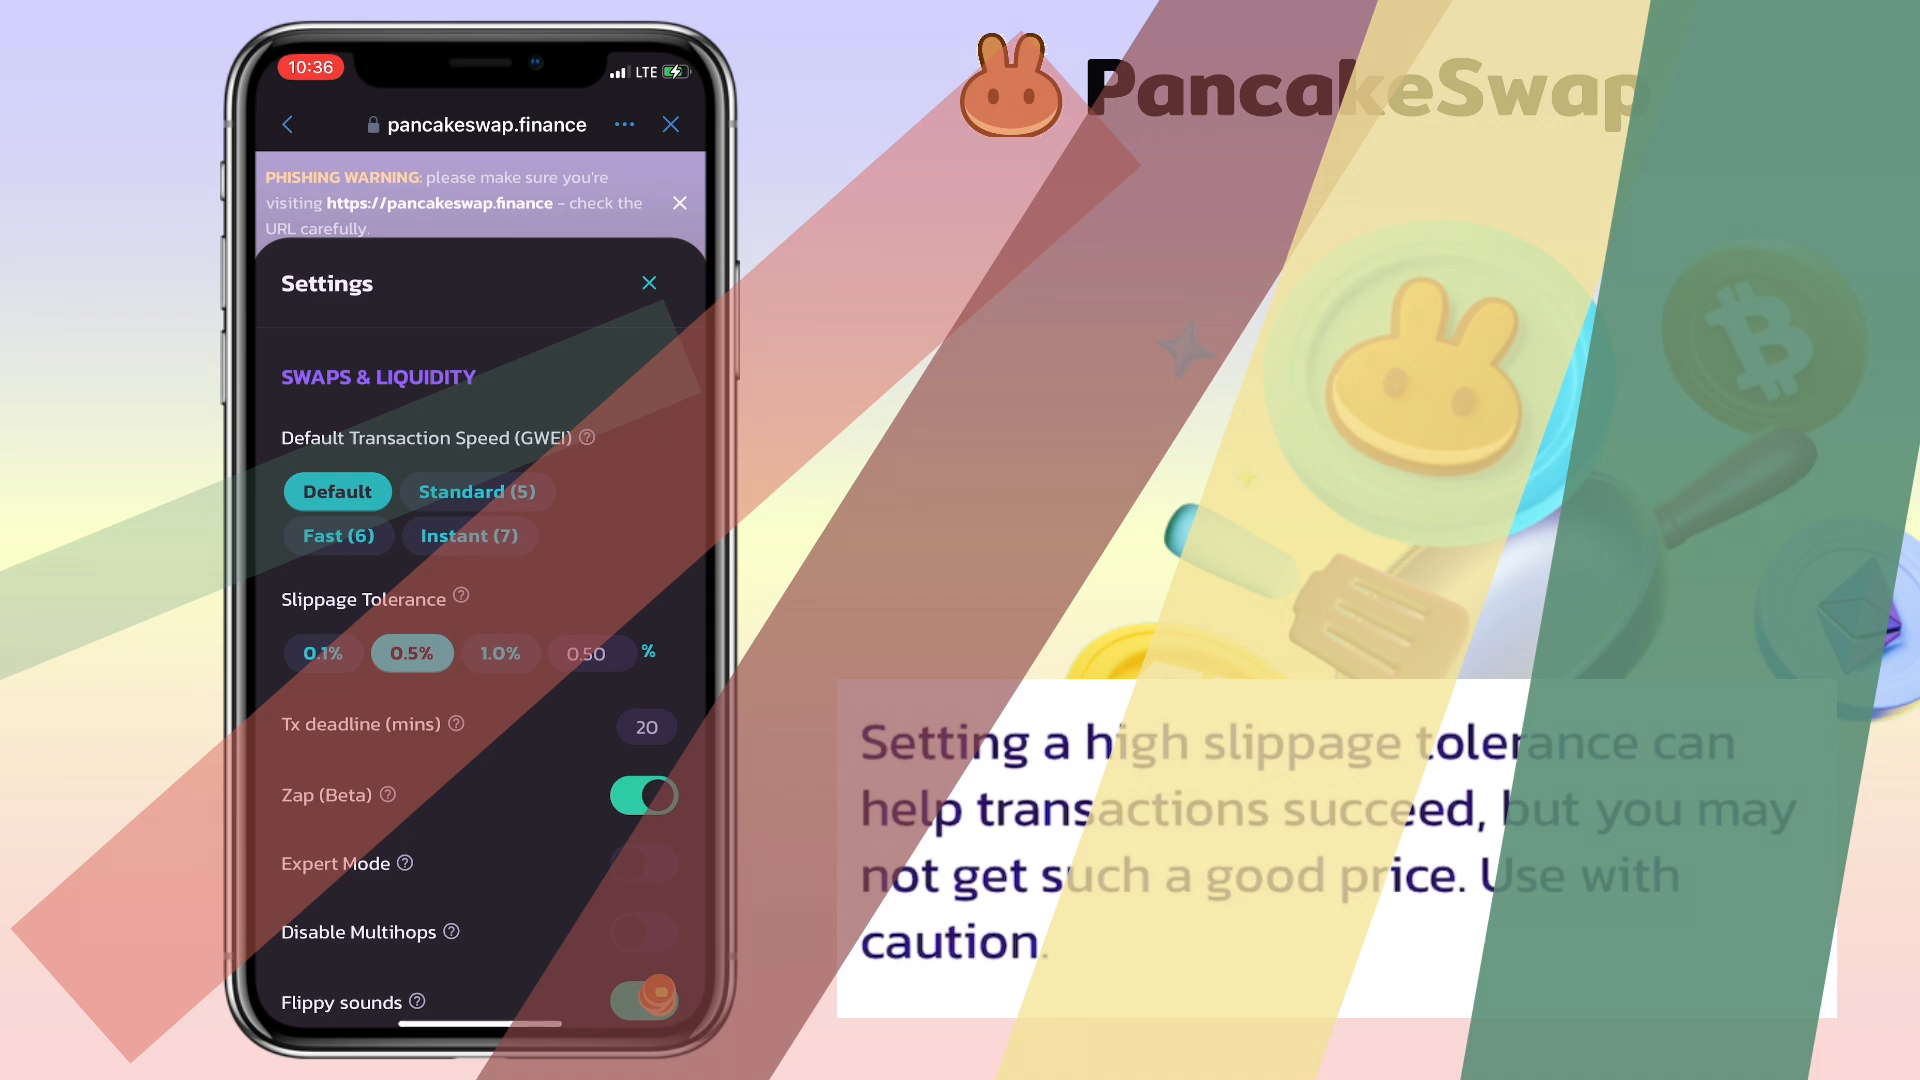 10:36
LTE
pancakeswap.finance
PHISHING WARNING: please make sure you're
visiting https://pancakeswap.finance - check the
URL carefully.
Settings
SWAPS & LIQUIDITY
Default Transaction Speed (GWEI)
Default Standard (5)
Fast (6) Instant (7)
Slippage Tolerance
0.1% 0.5% 1.0% 0.50 %
Tx deadline (mins) 20
Zap (Beta)
Expert Mode
Disable Multihops
Flippy sounds
PancakeSwap
Setting a high slippage tolerance can
help transactions succeed, but you may
not get such a good price. Use with
caution.